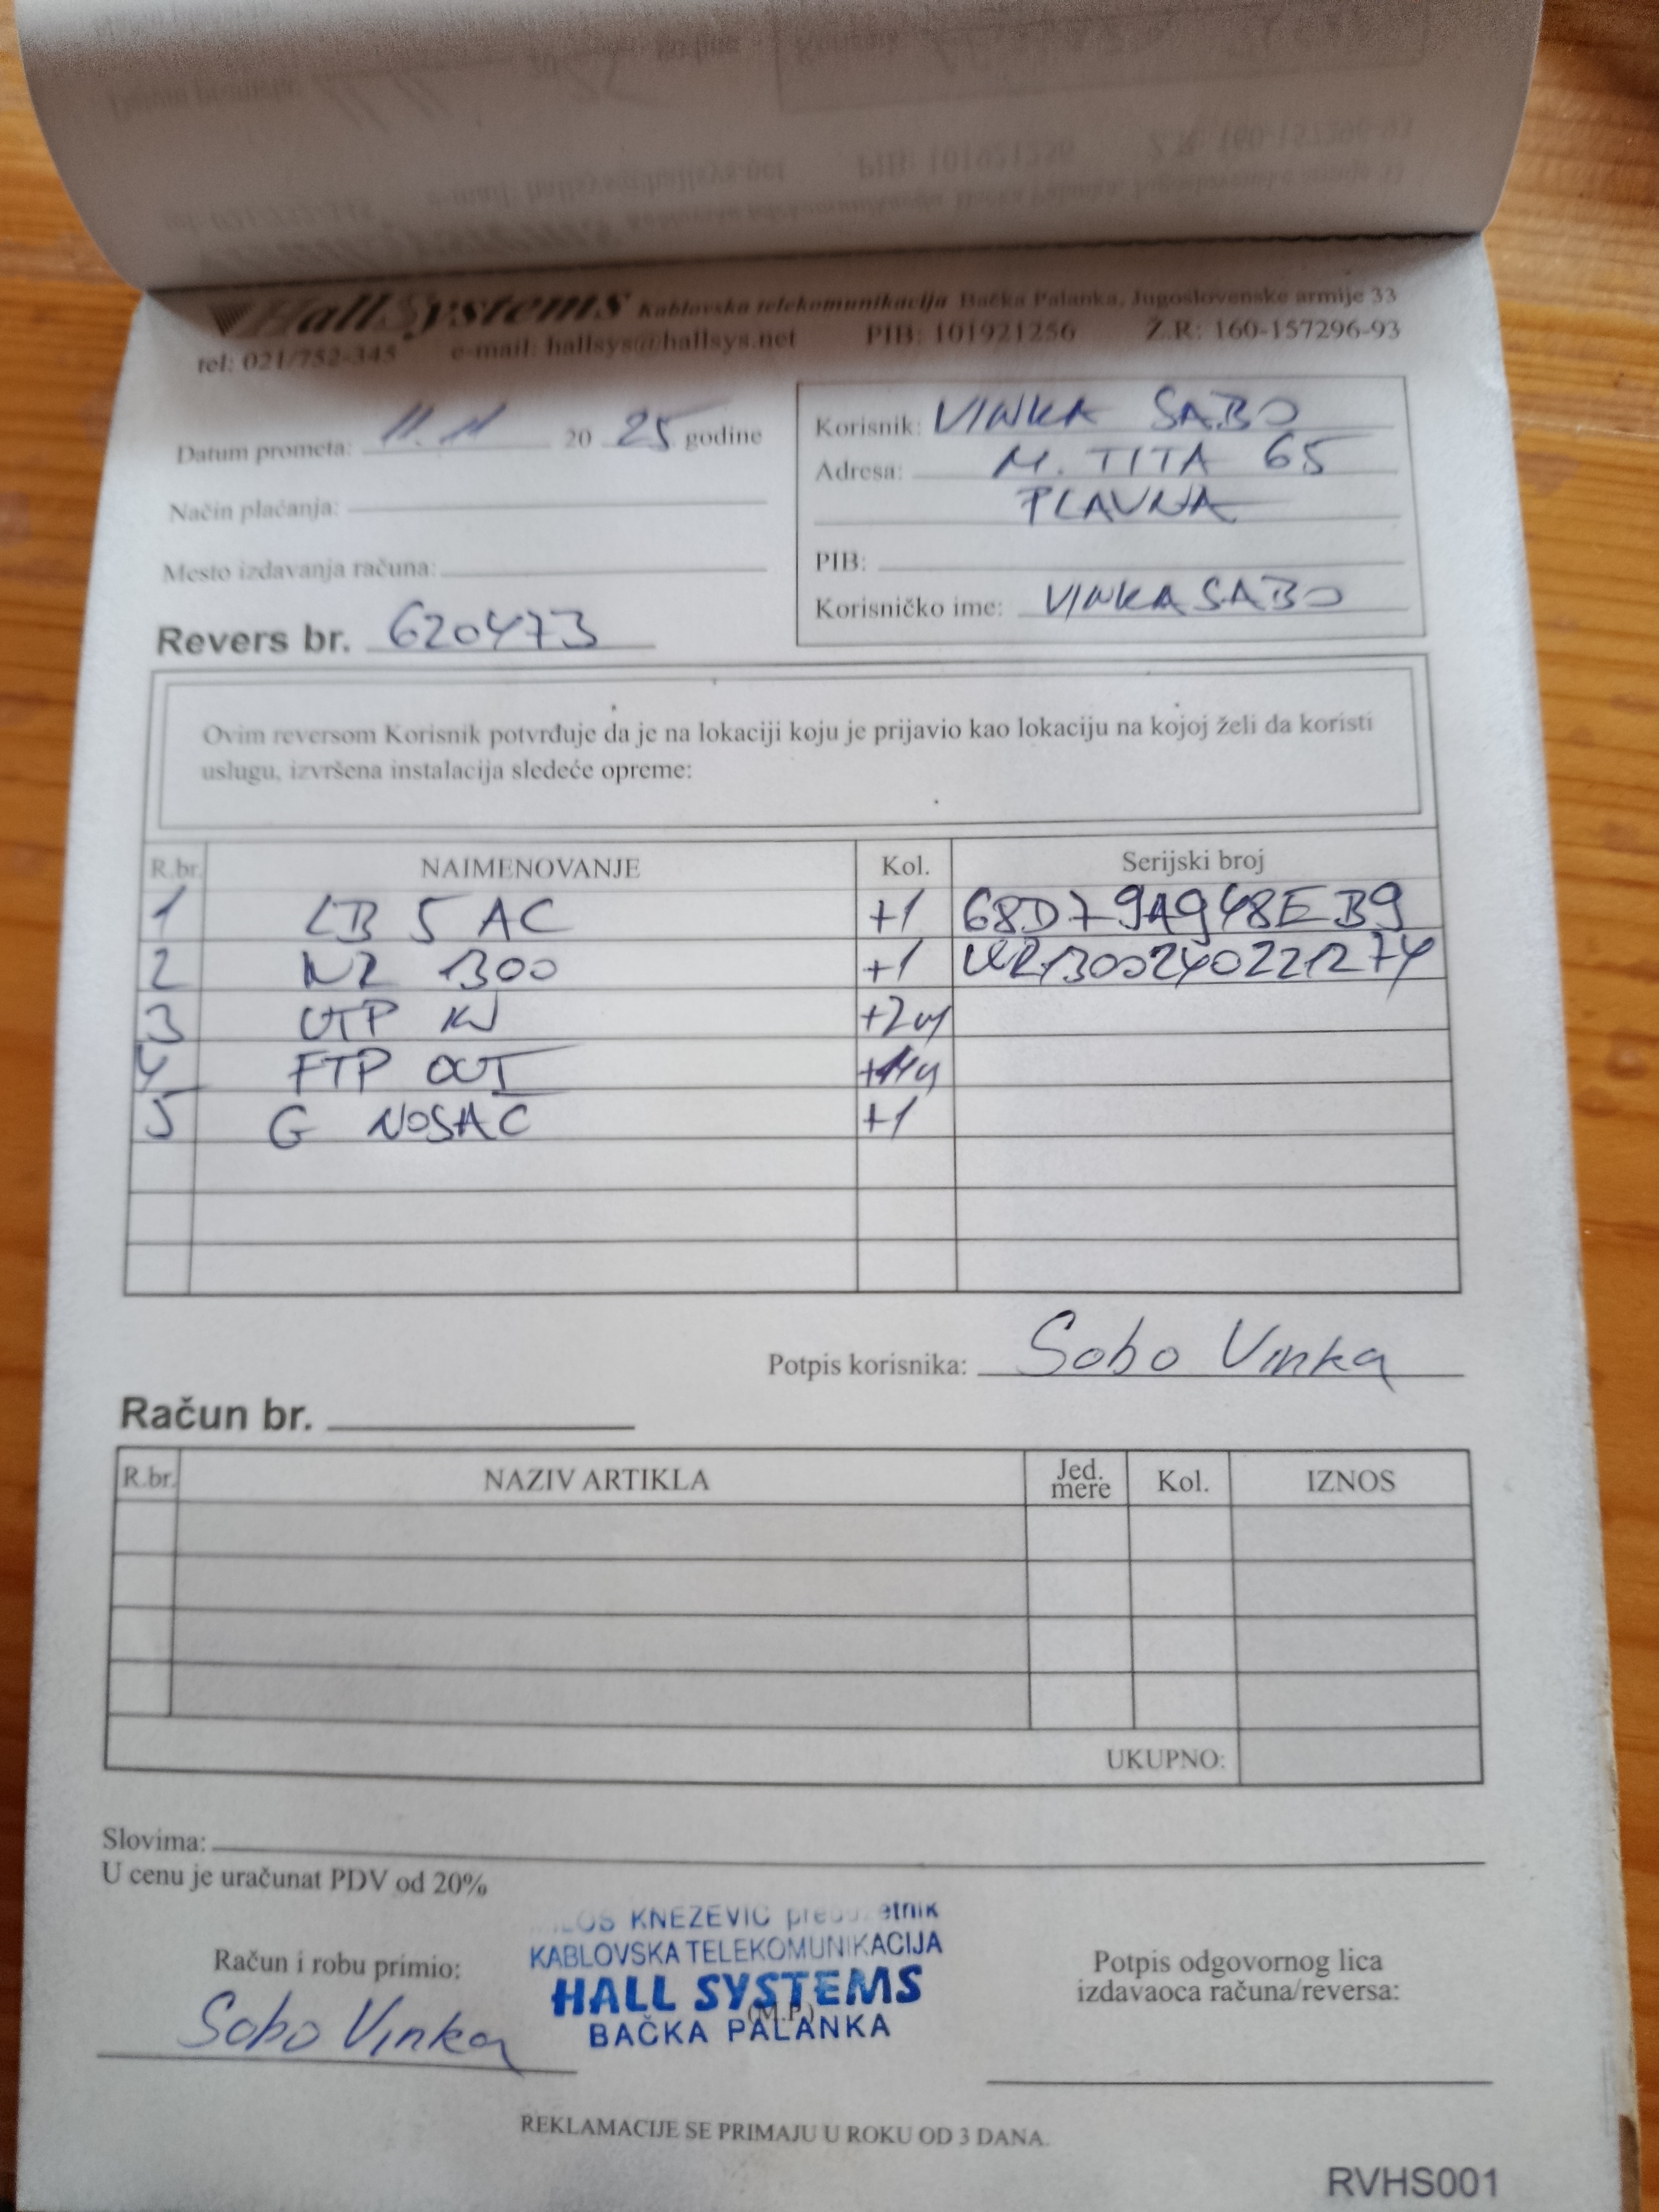 HallSystems Kablovska telekomunikacija Bačka Palanka, Jugoslovenske armije 33
tel: 021/752-345 e-mail: hallsys@hallsys.net PIB: 101921256 Ž.R: 160-157296-93
Datum prometa: 11.11 20 25 godine
Način plaćanja:
Mesto izdavanja računa:
Revers br. 620473
Korisnik: VINKA SABO
Adresa: M. TITA 65
PLAVNA
PIB:
Korisničko ime: VINKASABO
Ovim reversom Korisnik potvrđuje da je na lokaciji koju je prijavio kao lokaciju na kojoj želi da koristi
uslugu, izvršena instalacija sledeće opreme:
R.br. NAIMENOVANJE Kol. Serijski broj
1 LB 5 AC +1 68D79A948EB9
2 1300 +1
3 UTP IN +2m
4 FTP OUT
5 G NOSAC +1
Potpis korisnika: Sabo Vinka
Račun br.
R.br. NAZIV ARTIKLA Jed. mere Kol. IZNOS
UKUPNO:
Slovima:
U cenu je uračunat PDV od 20%
KNEZEVIC
KABLOVSKA TELEKOMUNIKACIJA
HALL SYSTEMS
(M.P.)
BAČKA PALANKA
Račun i robu primio:
Sabo Vinka
Potpis odgovornog lica
izdavaoca računa/reversa:
REKLAMACIJE SE PRIMAJU U ROKU OD 3 DANA.
RVHS001